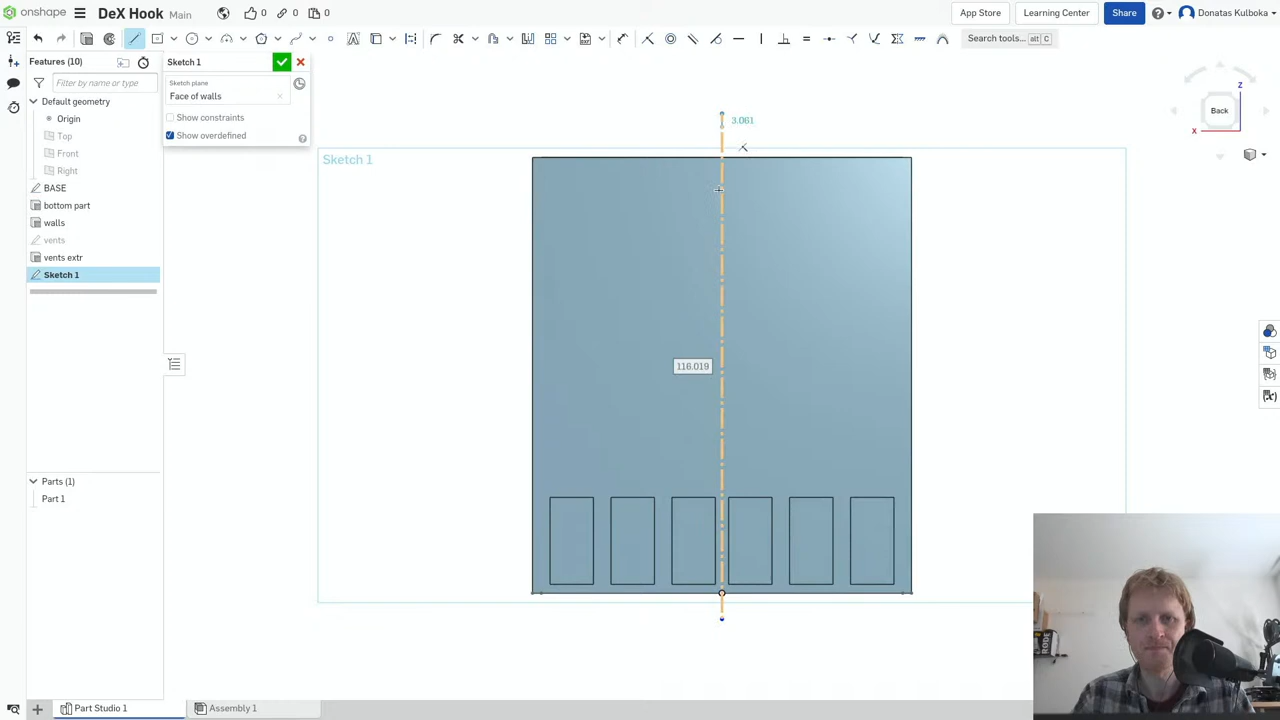 onshape
DeX Hook
Main
0
0
0
App Store
Learning Center
Share
Donatas Kulboka
Search tools...
alt
C
Features (10)
Filter by name or type
Default geometry
Origin
Top
Front
Right
BASE
bottom part
walls
vents
vents extr
Sketch 1
Parts (1)
Part 1
Sketch 1
Sketch plane
Face of walls
Show constraints
Show overdefined
Sketch 1
3.061
116.019
Z
Back
X
RØDE
Part Studio 1
Assembly 1